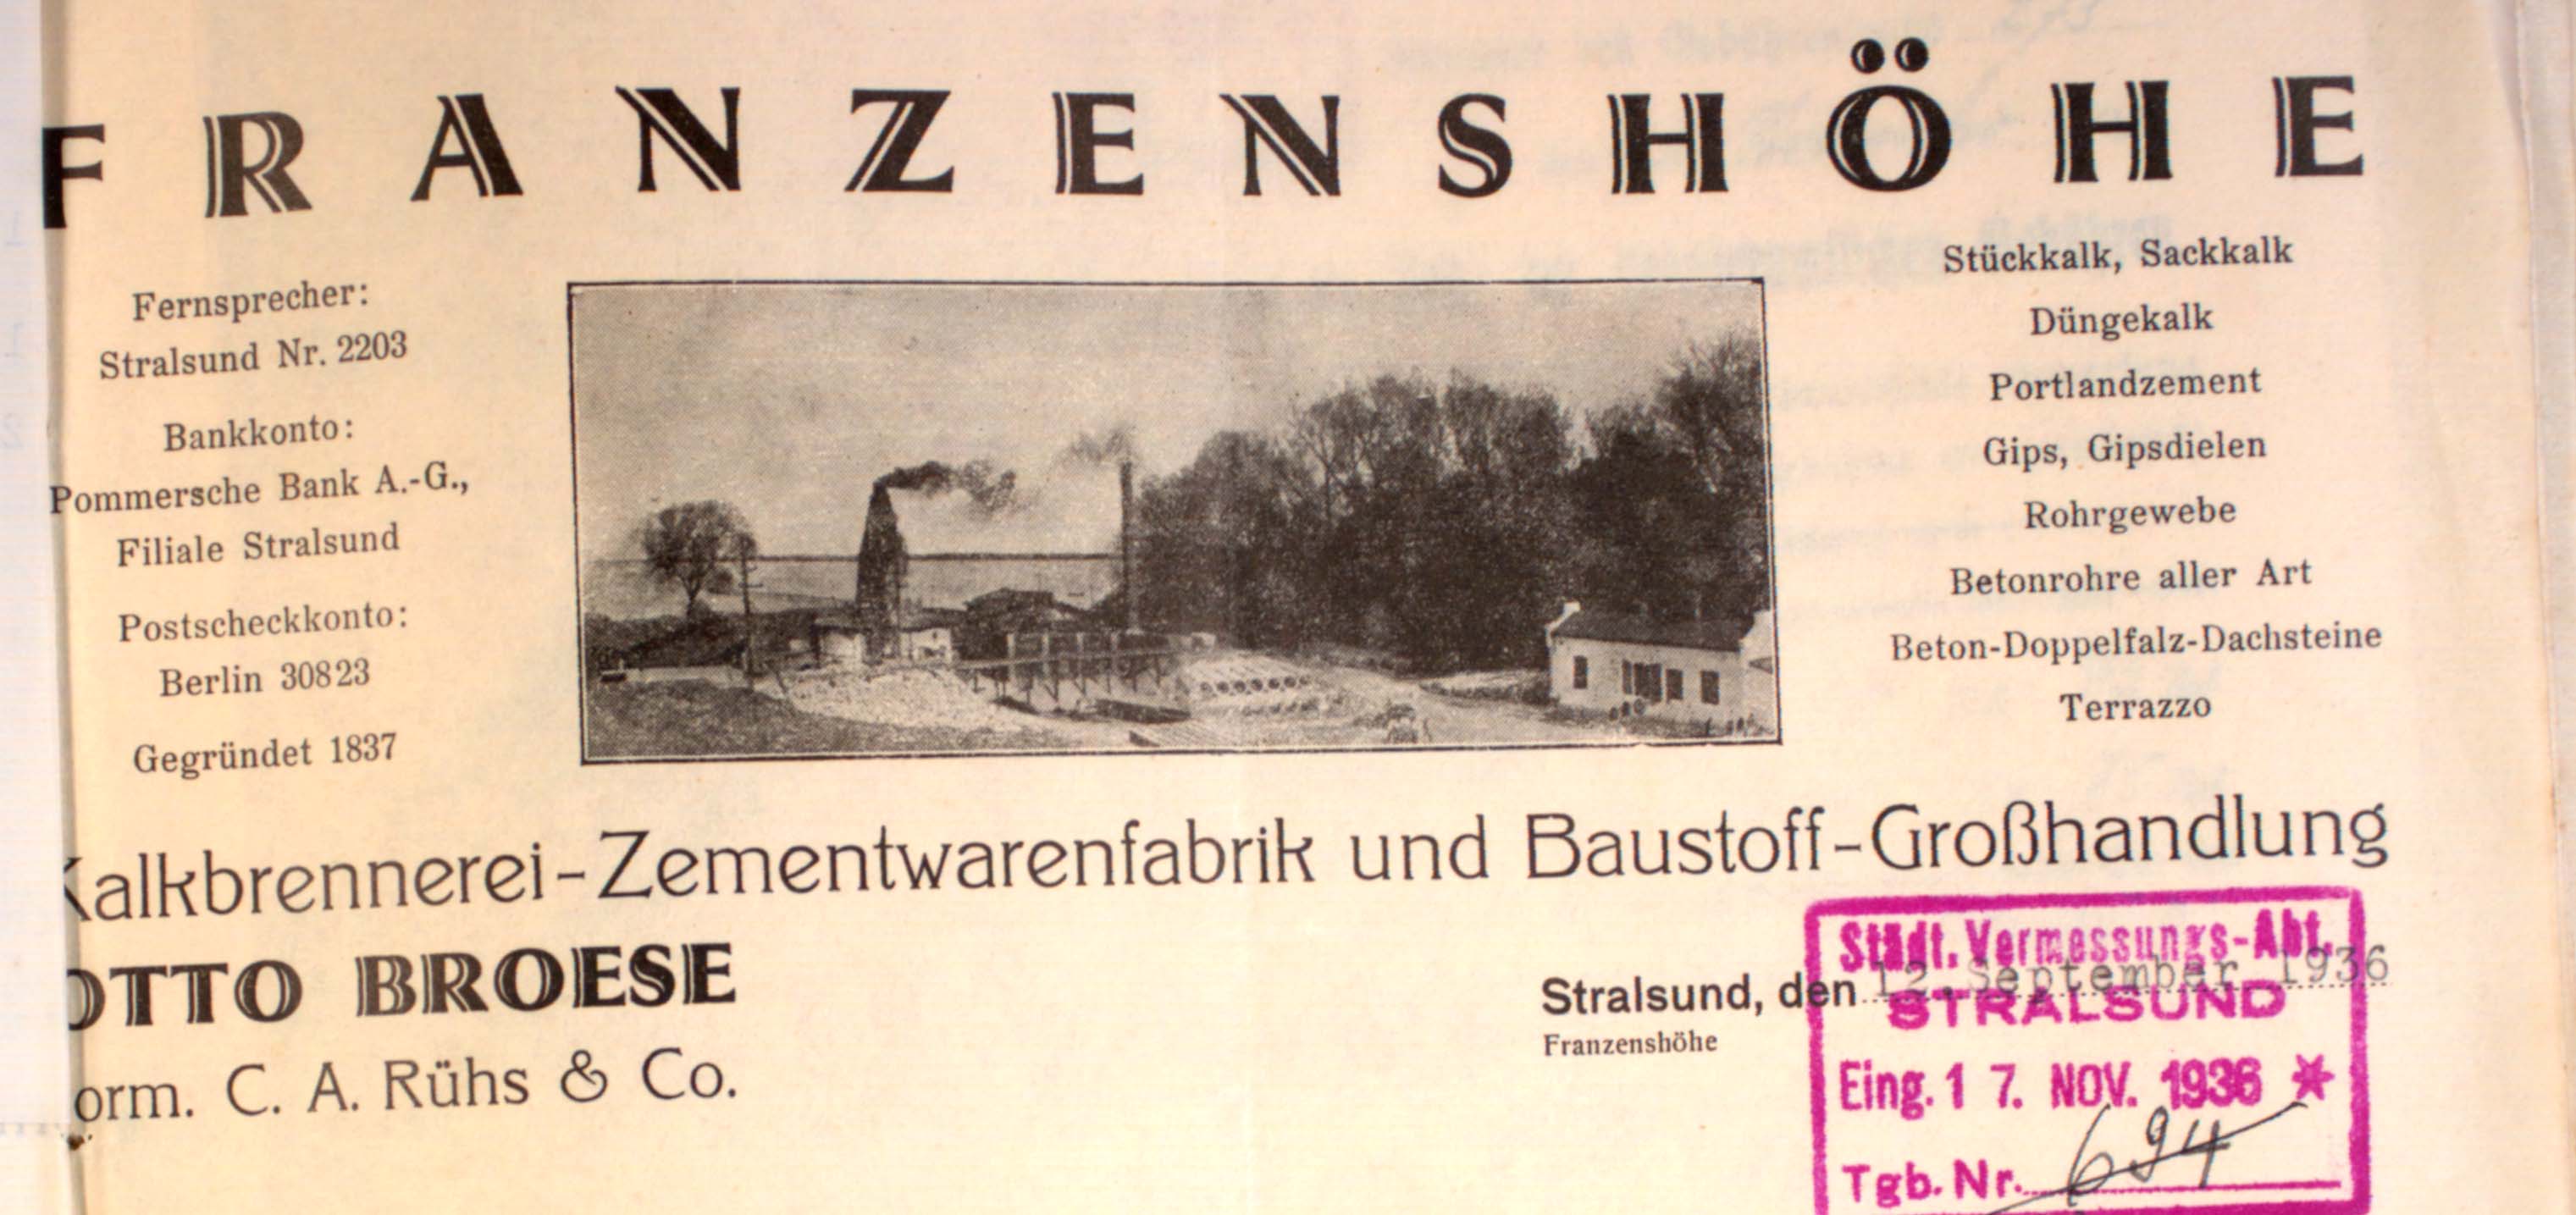 FRANZENSHÖHE
Fernsprecher:
Stralsund Nr. 2203
Bankkonto:
Pommersche Bank A.-G.,
Filiale Stralsund
Postscheckkonto:
Berlin 30823
Gegründet 1837
Stückkalk, Sackkalk
Düngekalk
Portlandzement
Gips, Gipsdielen
Rohrgewebe
Betonrohre aller Art
Beton-Doppelfalz-Dachsteine
Terrazzo
Kalkbrennerei-Zementwarenfabrik und Baustoff-Großhandlung
OTTO BROESE
orm. C. A. Rühs & Co.
Stralsund, den 12.September 1936
Franzenshöhe
Städt. Vermessungs-Abt.
STRALSUND
Eing. 17. NOV. 1936 *
Tgb. Nr. 694